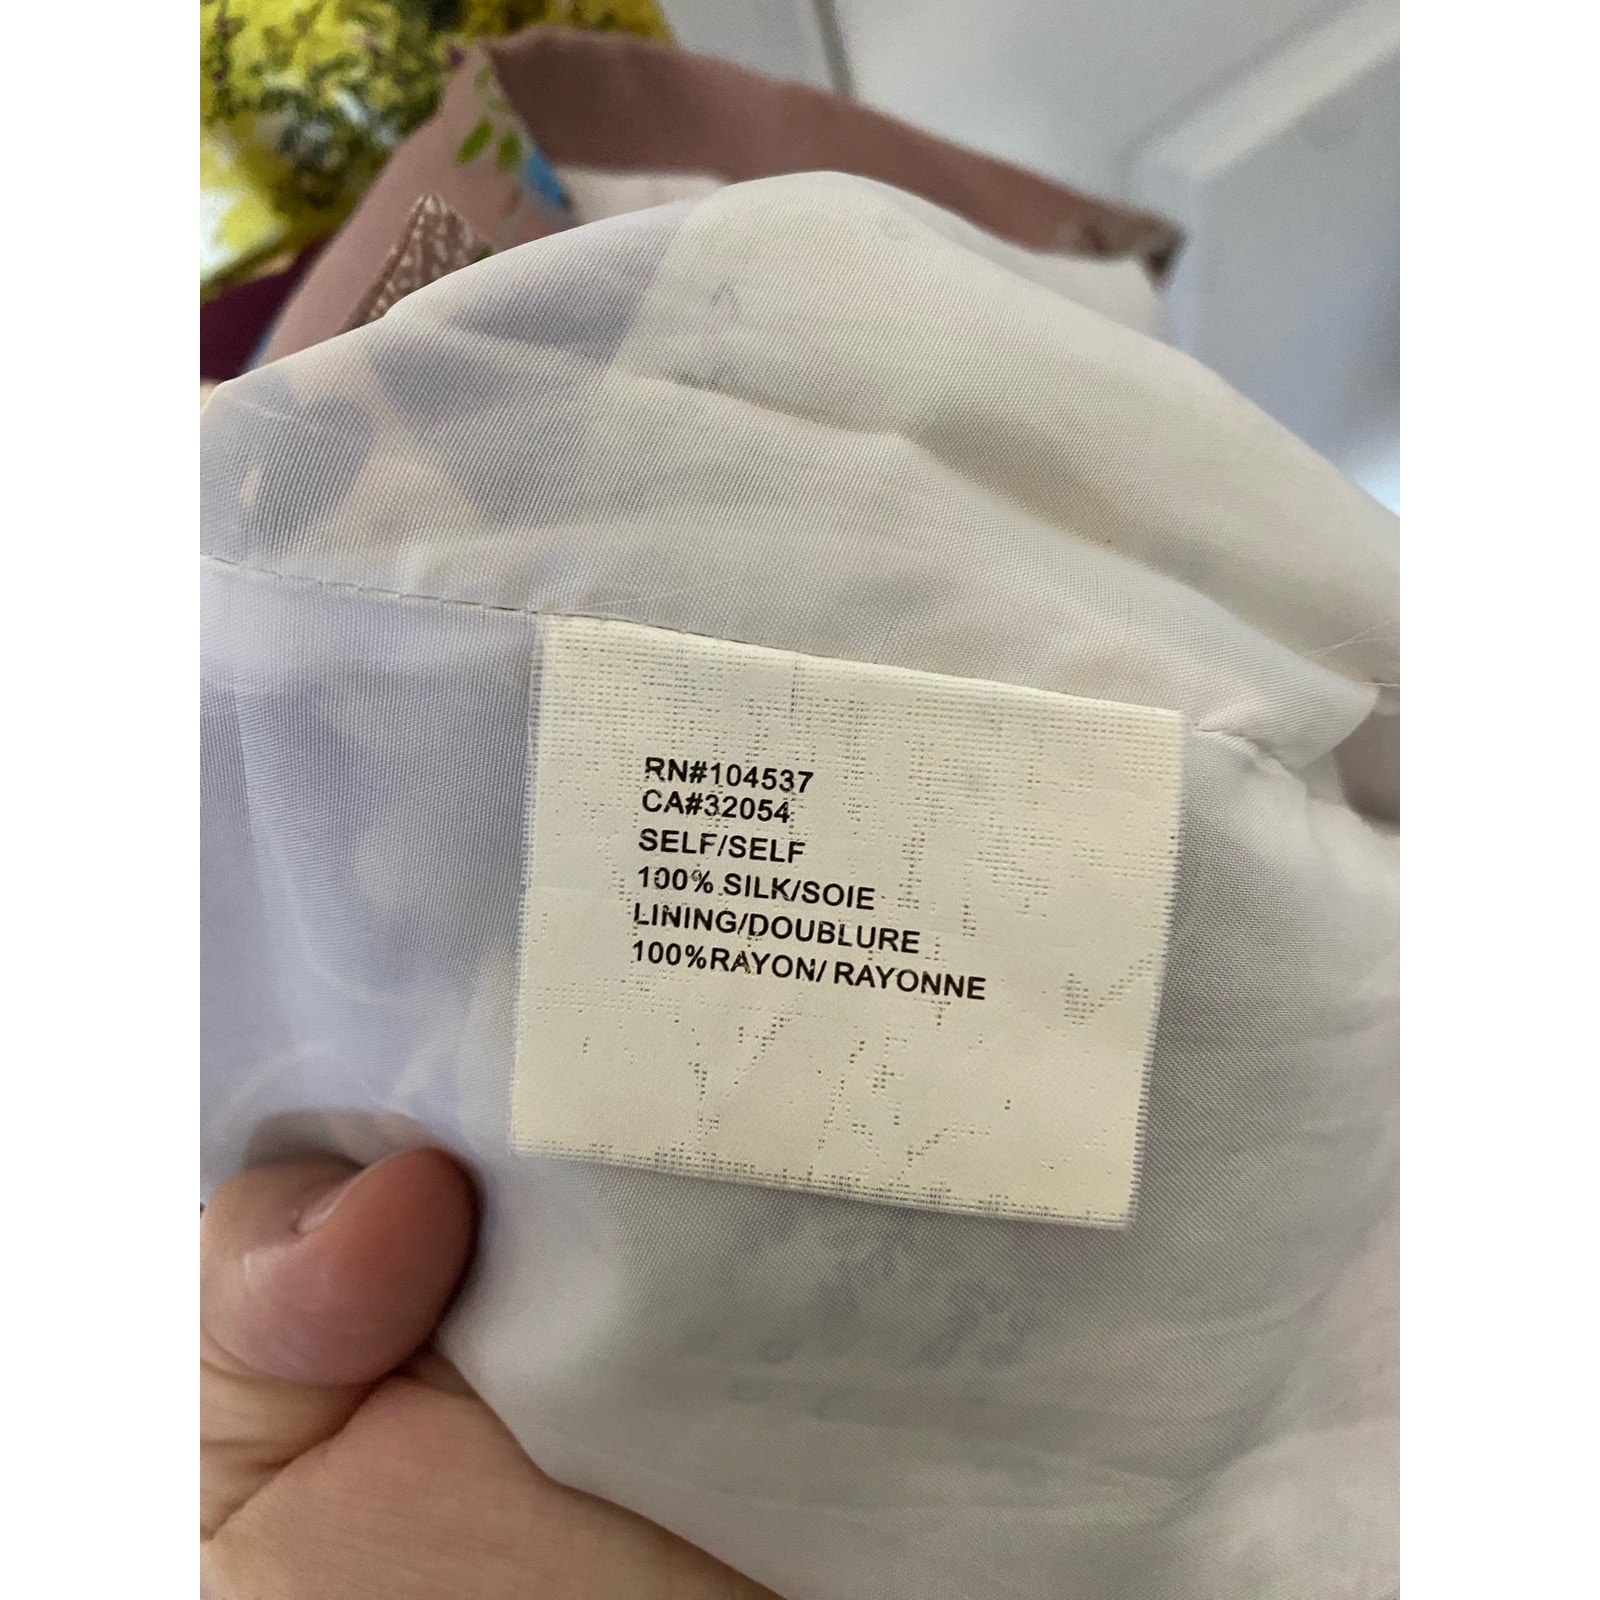 RN#104537
CA#32054
SELF/SELF
100% SILK/SOIE
LINING/DOUBLURE
100%RAYON/ RAYONNE